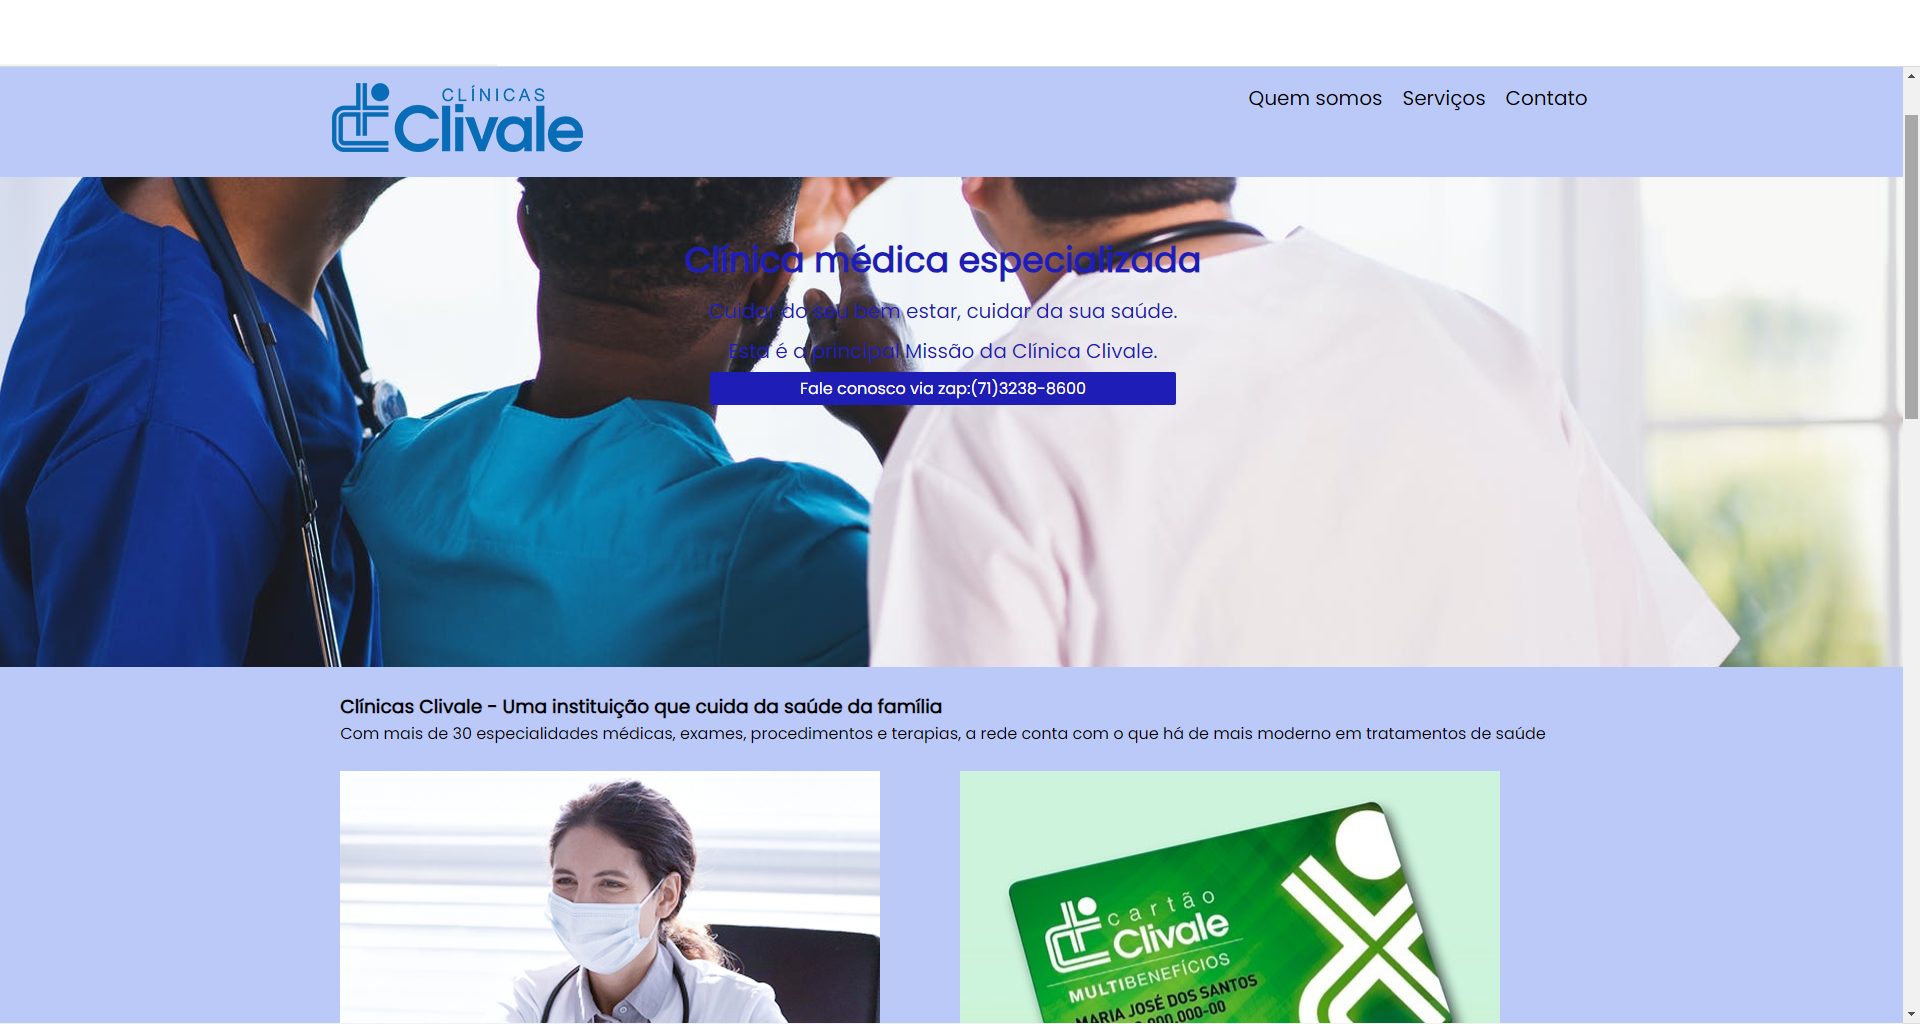 CLÍNICAS
Clivale
Quem somos Serviços Contato
Clínica médica especializada
Cuidar do seu bem estar, cuidar da sua saúde.
Esta é a principal Missão da Clínica Clivale.
Fale conosco via zap:(71)3238-8600
Clínicas Clivale - Uma instituição que cuida da saúde da família
Com mais de 30 especialidades médicas, exames, procedimentos e terapias, a rede conta com o que há de mais moderno em tratamentos de saúde
cartão
Clivale
MULTIBENEFÍCIOS
MARIA JOSÉ DOS SANTOS
000.000-00